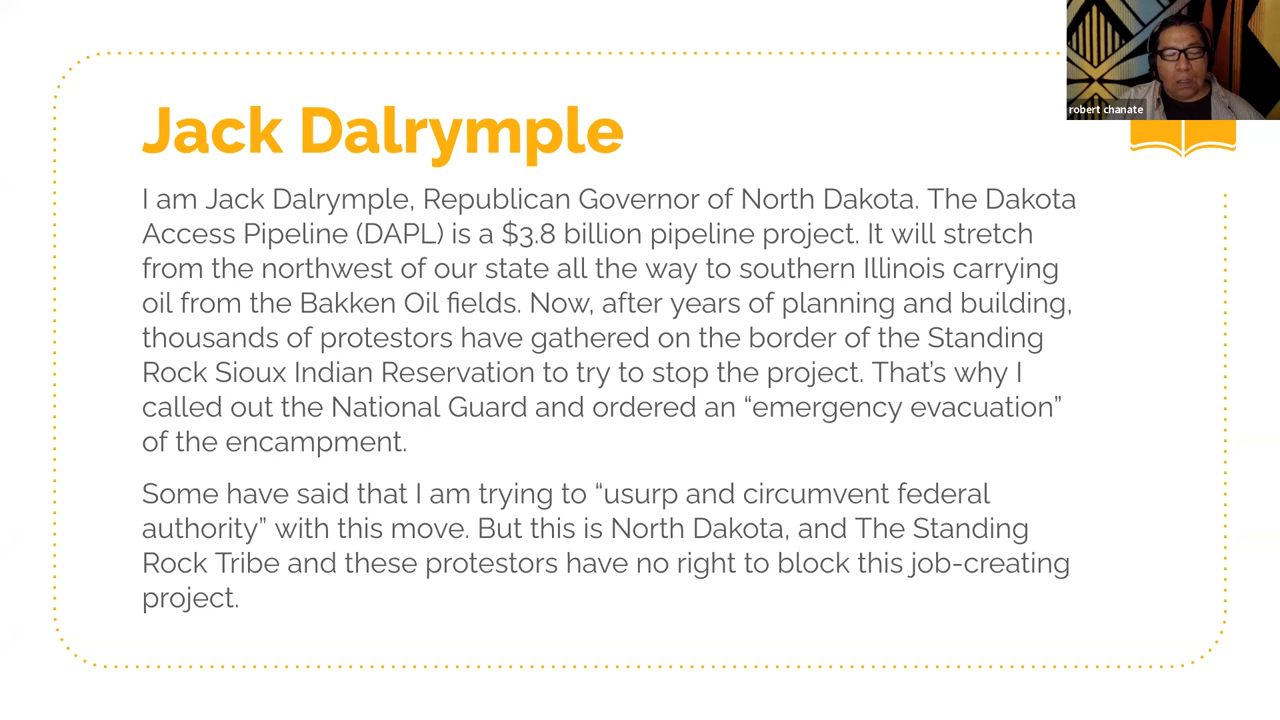 Jack Dalrymple
robert chanate
I am Jack Dalrymple, Republican Governor of North Dakota. The Dakota
Access Pipeline (DAPL) is a $3.8 billion pipeline project. It will stretch
from the northwest of our state all the way to southern Illinois carrying
oil from the Bakken Oil fields. Now, after years of planning and building,
thousands of protestors have gathered on the border of the Standing
Rock Sioux Indian Reservation to try to stop the project. That’s why I
called out the National Guard and ordered an “emergency evacuation”
of the encampment.
Some have said that I am trying to “usurp and circumvent federal
authority” with this move. But this is North Dakota, and The Standing
Rock Tribe and these protestors have no right to block this job-creating
project.